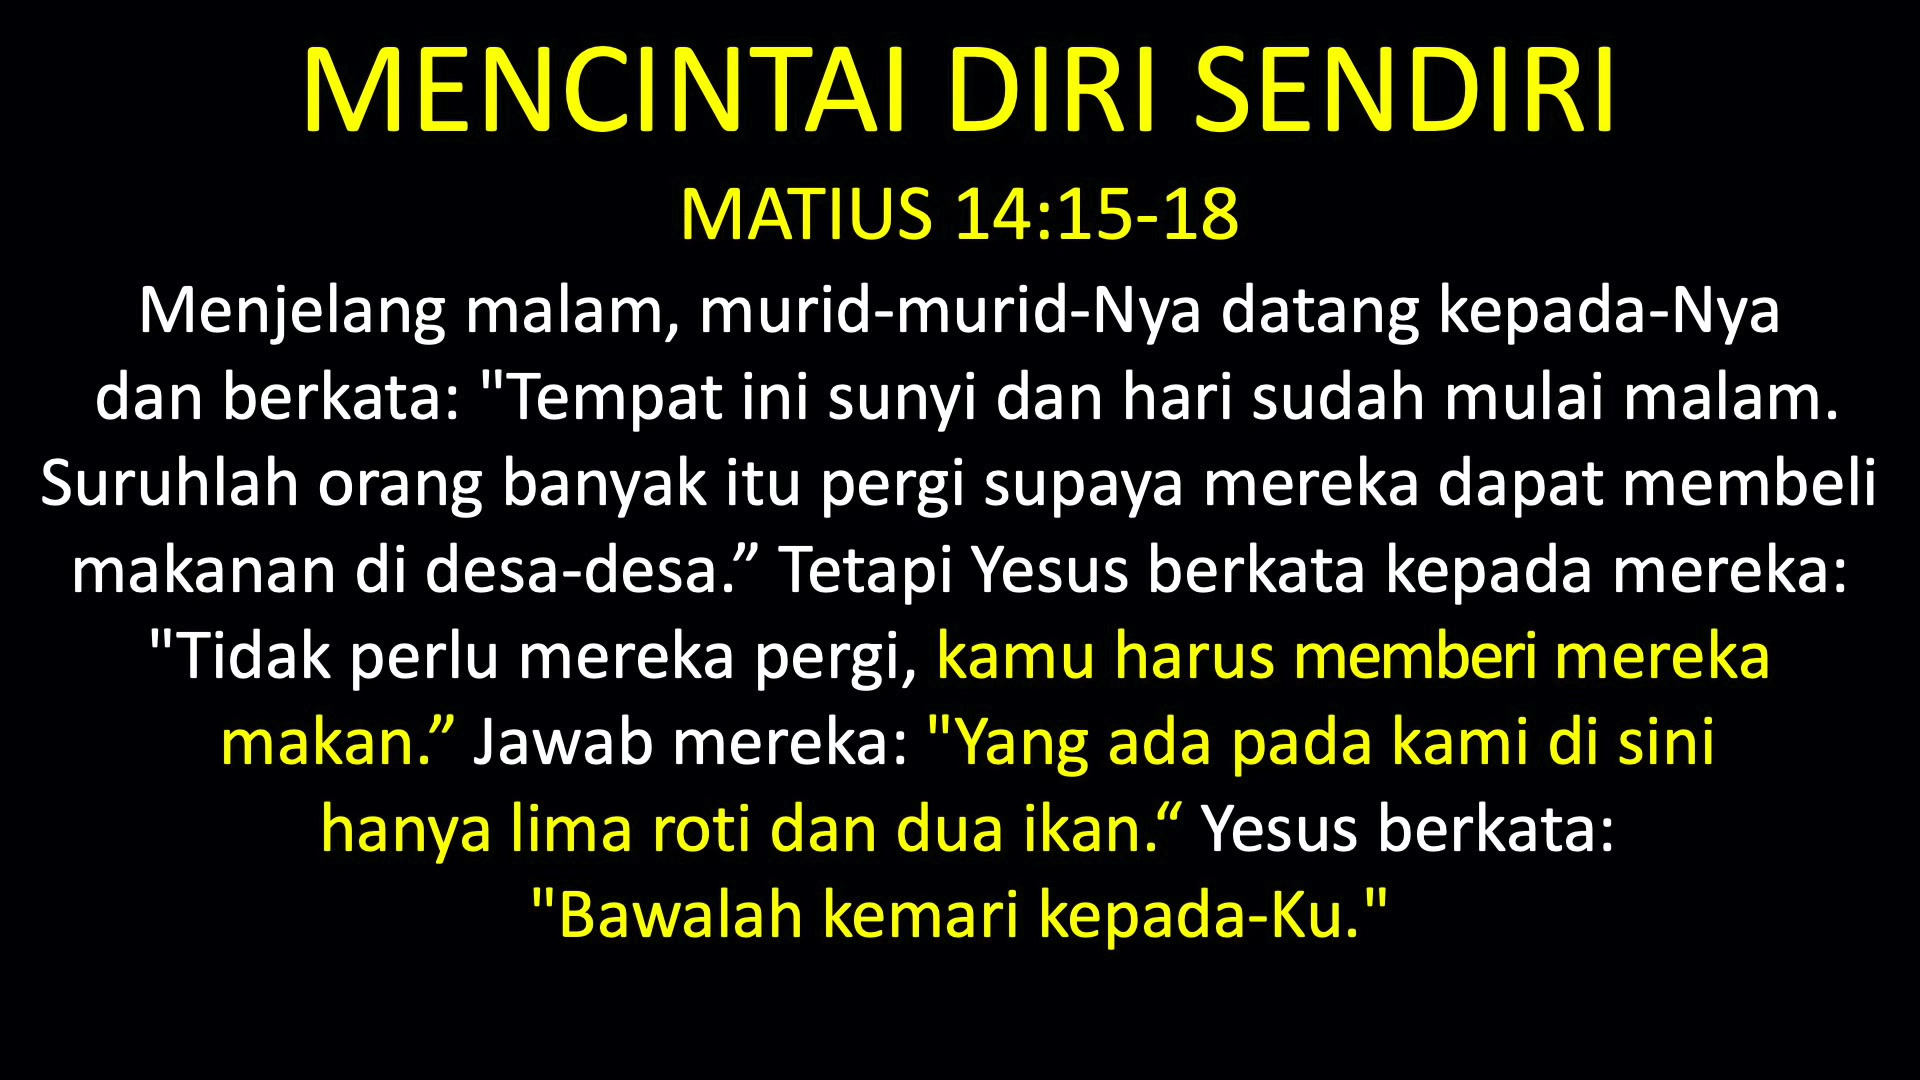 MENCINTAI DIRI SENDIRI
MATIUS 14:15-18
Menjelang malam, murid-murid-Nya datang kepada-Nya
dan berkata: "Tempat ini sunyi dan hari sudah mulai malam.
Suruhlah orang banyak itu pergi supaya mereka dapat membeli
makanan di desa-desa.” Tetapi Yesus berkata kepada mereka:
"Tidak perlu mereka pergi, kamu harus memberi mereka
makan.” Jawab mereka: "Yang ada pada kami di sini
hanya lima roti dan dua ikan.“ Yesus berkata:
"Bawalah kemari kepada-Ku."